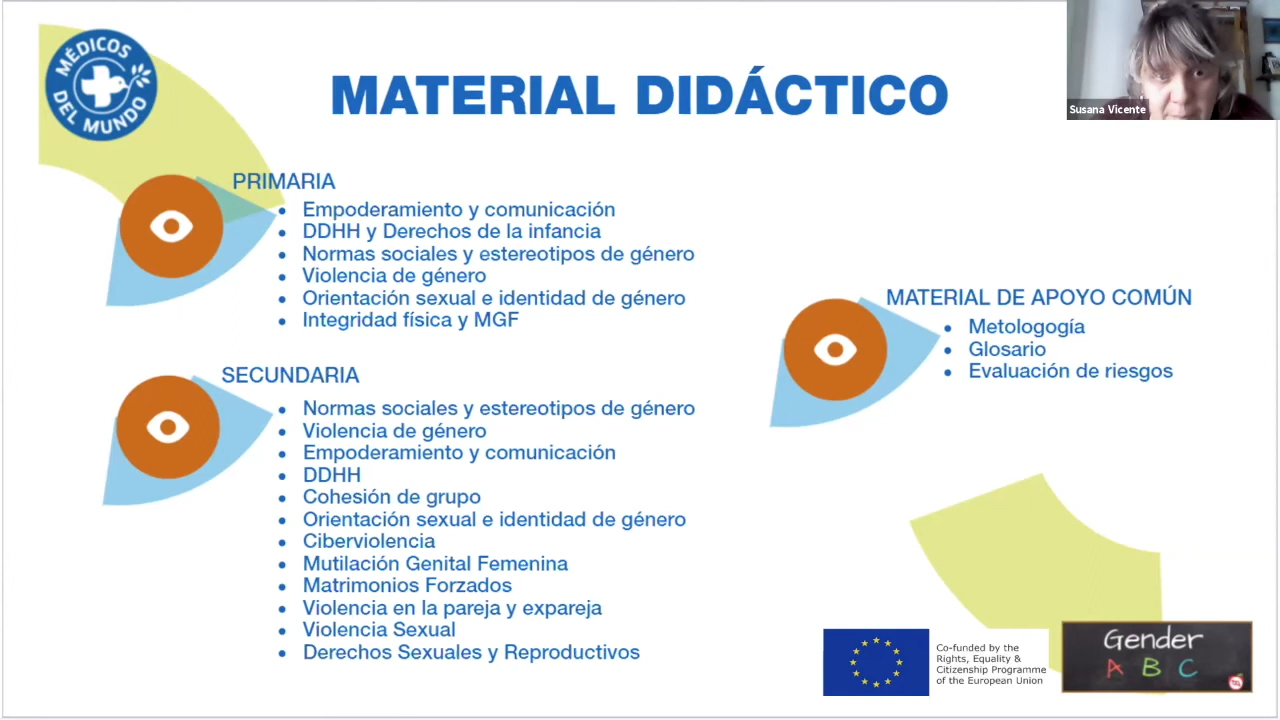 MÉDICOS
DEL MUNDO
MATERIAL DIDÁCTICO
Susana Vicente
PRIMARIA
• Empoderamiento y comunicación
• DDHH y Derechos de la infancia
• Normas sociales y estereotipos de género
• Violencia de género
• Orientación sexual e identidad de género
• Integridad física y MGF
SECUNDARIA
• Normas sociales y estereotipos de género
• Violencia de género
• Empoderamiento y comunicación
• DDHH
• Cohesión de grupo
• Orientación sexual e identidad de género
• Ciberviolencia
• Mutilación Genital Femenina
• Matrimonios Forzados
• Violencia en la pareja y expareja
• Violencia Sexual
• Derechos Sexuales y Reproductivos
MATERIAL DE APOYO COMÚN
• Metologogía
• Glosario
• Evaluación de riesgos
Co-funded by the
Rights, Equality &
Citizenship Programme
of the European Union
Gender
A B C